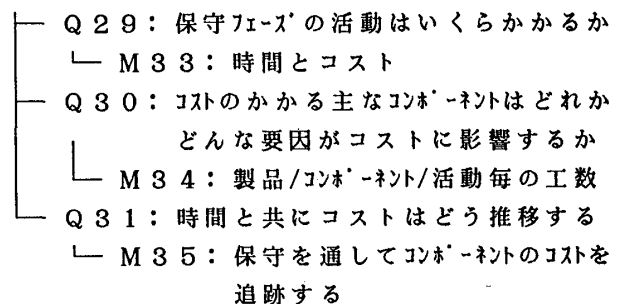 Q29: 保守ﾌｪｰｽﾞの活動はいくらかかるか
M33: 時間とコスト
Q30: ｺｽﾄのかかる主なｺﾝﾎﾟｰﾈﾝﾄはどれか
どんな要因がコストに影響するか
M34: 製品/ｺﾝﾎﾟｰﾈﾝﾄ/活動毎の工数
Q31: 時間と共にコストはどう推移する
M35: 保守を通してｺﾝﾎﾟｰﾈﾝﾄのｺｽﾄを
追跡する